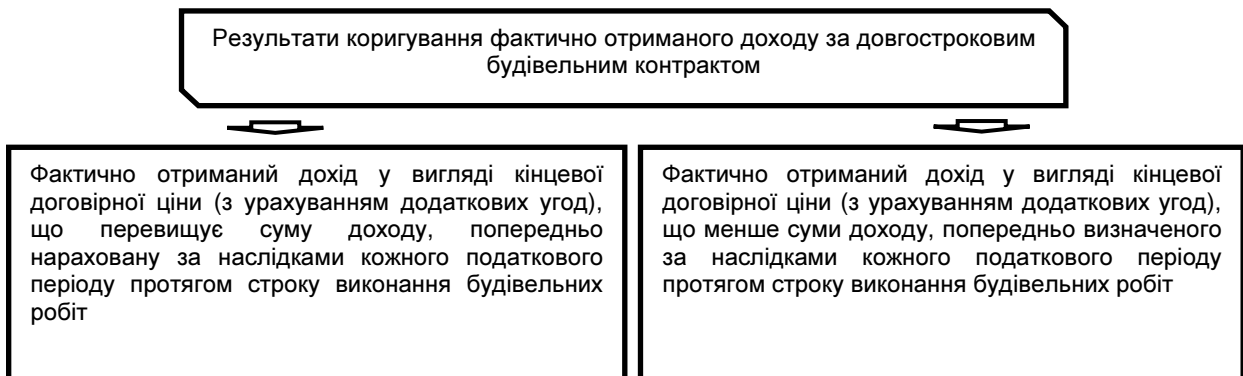 Результати коригування фактично отриманого доходу за довгостроковим
будівельним контрактом
Фактично отриманий дохід у вигляді кінцевої
договірної ціни (з урахуванням додаткових угод),
що перевищує суму доходу, попередньо
нараховану за наслідками кожного податкового
періоду протягом строку виконання будівельних
робіт
Фактично отриманий дохід у вигляді кінцевої
договірної ціни (з урахуванням додаткових угод),
що менше суми доходу, попередньо визначеного
за наслідками кожного податкового періоду
протягом строку виконання будівельних робіт